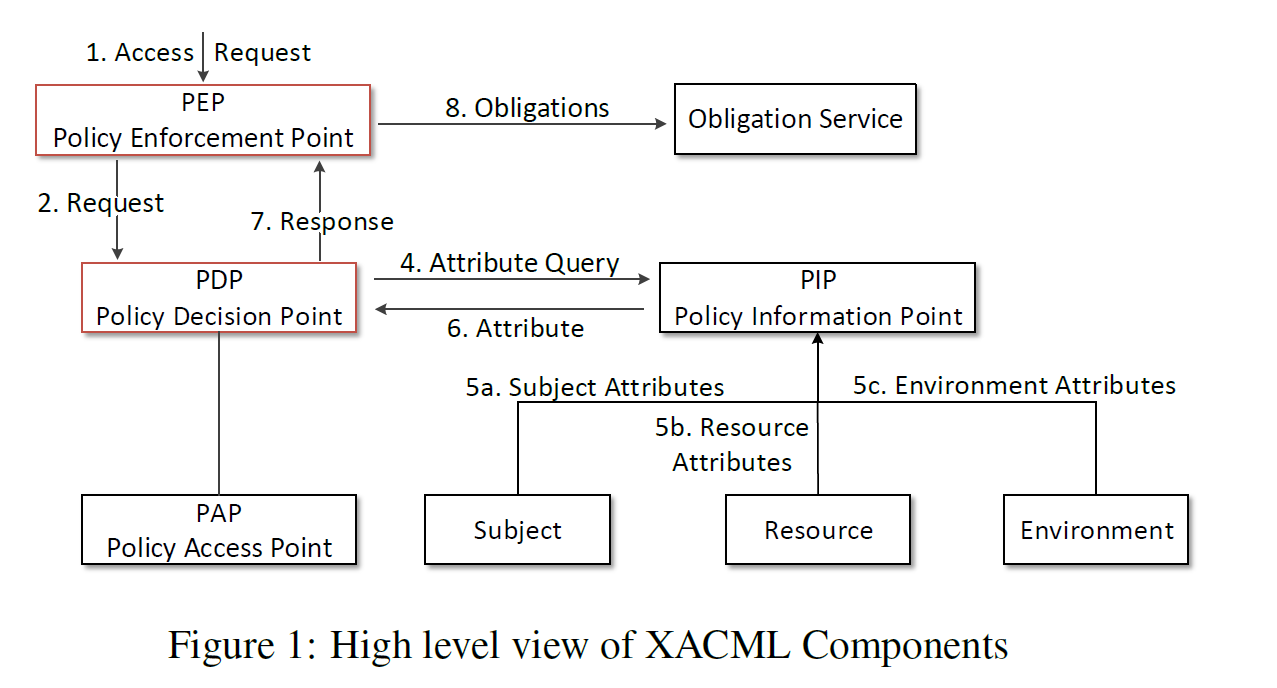 1. Access Request
PEP
Policy Enforcement Point
8. Obligations
Obligation Service
2. Request
7. Response
PDP
Policy Decision Point
4. Attribute Query
6. Attribute
PIP
Policy Information Point
5a. Subject Attributes
5b. Resource
Attributes
5c. Environment Attributes
PAP
Policy Access Point
Subject
Resource
Environment
Figure 1: High level view of XACML Components